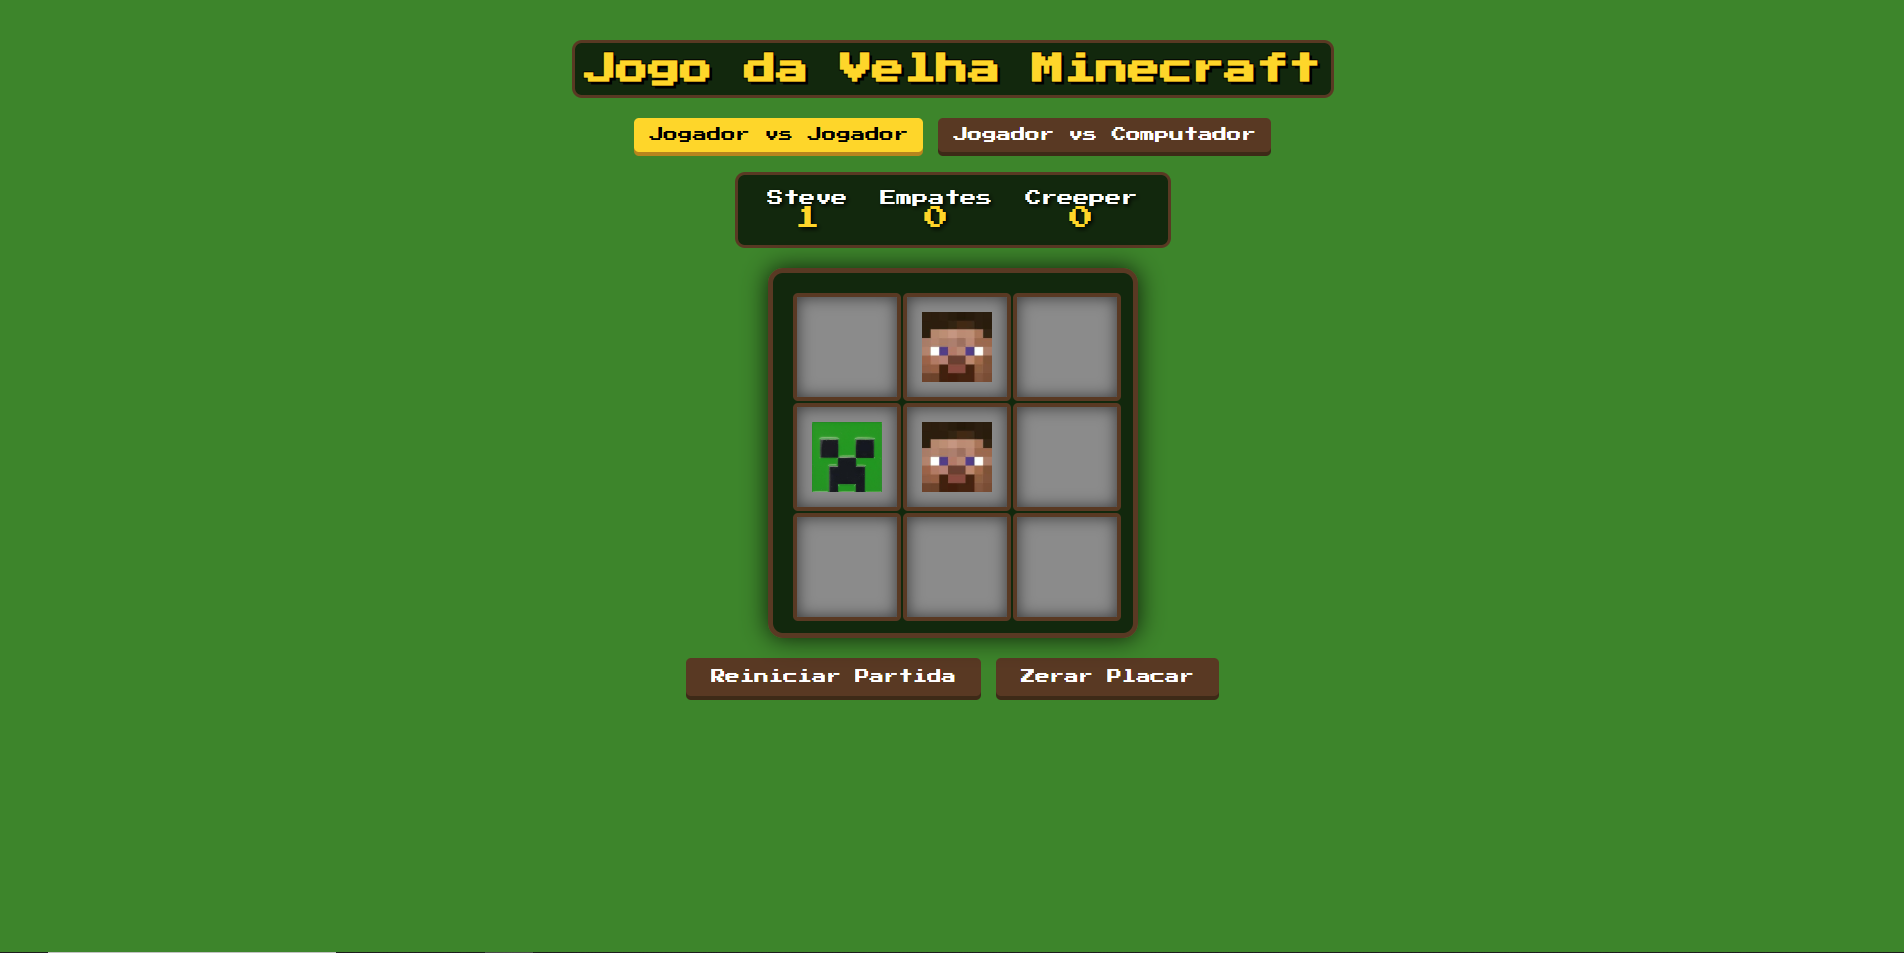 Jogo da Velha Minecraft
Jogador vs Jogador Jogador vs Computador
Steve Empates Creeper
1 0 0
Reiniciar Partida Zerar Placar